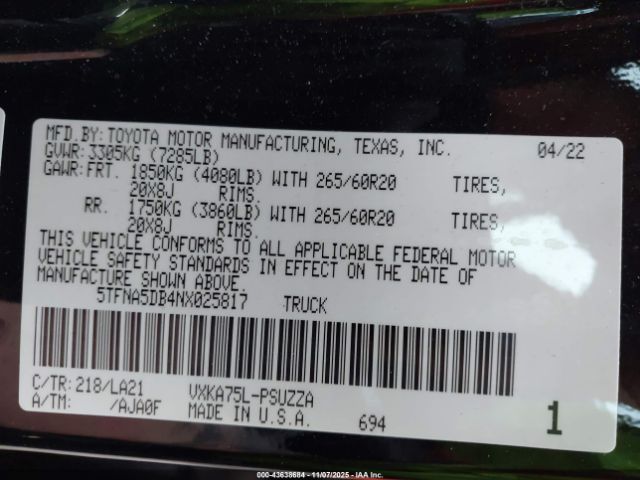 MFD.BY:TOYOTA MOTOR MANUFACTURING, TEXAS, INC. 04/22
GVWR:3305KG (7285LB)
GAWR:FRT. 1850KG (4080LB) WITH 265/60R20 TIRES,
20X8J RIMS.
RR. 1750KG (3860LB) WITH 265/60R20 TIRES,
20X8J RIMS.
THIS VEHICLE CONFORMS TO ALL APPLICABLE FEDERAL MOTOR
VEHICLE SAFETY STANDARDS IN EFFECT ON THE DATE OF
MANUFACTURE SHOWN ABOVE.
5TFNA5DB4NX025817 TRUCK
C/TR:218/LA21 VXKA75L-PSUZZA
A/TM: /AJA0F MADE IN U.S.A. 694 1
000-43638684 - 11/07/2025 - IAAI.COM